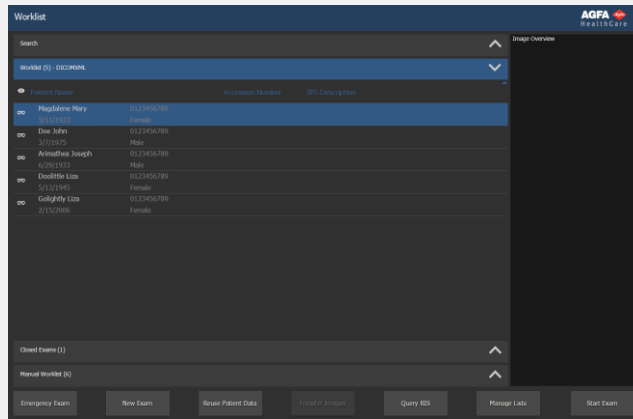 Worklist
AGFA
HealthCare
Search
Image Overview
Worklist (5) - DICOMXML
Patient Name Accession Number SPS Description
Magdalene Mary 0123456789
5/11/1933 Female
Doe John 0123456789
3/7/1975 Male
Arimathea Joseph 0123456789
6/29/1933 Male
Doolittle Liza 0123456789
5/13/1945 Female
Golightly Liza 0123456789
2/15/2006 Female
Closed Exams (1)
Manual Worklist (6)
Emergency Exam New Exam Reuse Patient Data Transfer Images Query RIS Manage Lists Start Exam